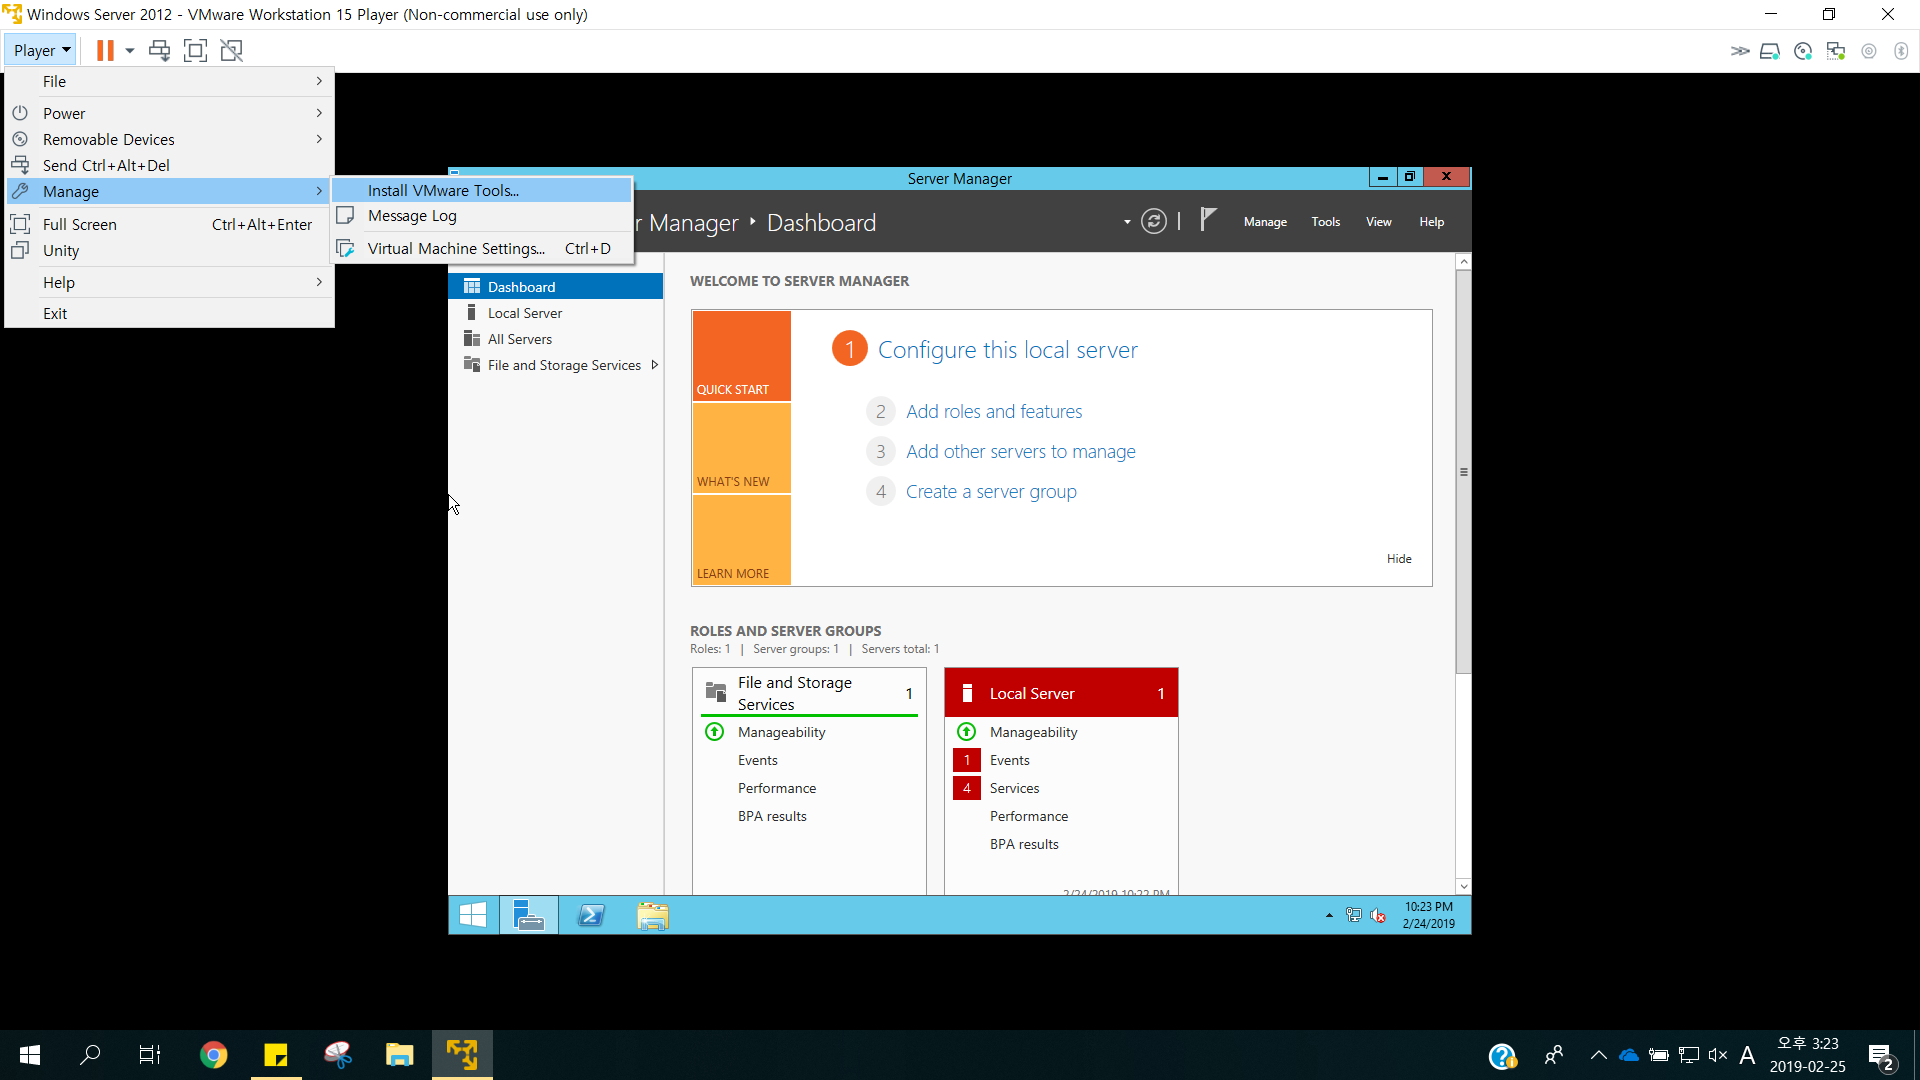 Windows Server 2012 - VMware Workstation 15 Player (Non-commercial use only)
Player
File
Power
Removable Devices
Send Ctrl+Alt+Del
Manage
Full Screen Ctrl+Alt+Enter
Unity
Help
Exit
Install VMware Tools...
Message Log
Virtual Machine Settings... Ctrl+D
Server Manager
r Manager Dashboard
Manage Tools View Help
Dashboard
Local Server
All Servers
File and Storage Services
WELCOME TO SERVER MANAGER
QUICK START
WHAT'S NEW
LEARN MORE
1 Configure this local server
2 Add roles and features
3 Add other servers to manage
4 Create a server group
Hide
ROLES AND SERVER GROUPS
Roles: 1 | Server groups: 1 | Servers total: 1
File and Storage
Services
1
Manageability
Events
Performance
BPA results
Local Server 1
Manageability
1 Events
4 Services
Performance
BPA results
2/24/2019 10:22 PM
10:23 PM
2/24/2019
A
오후 3:23
2019-02-25
2